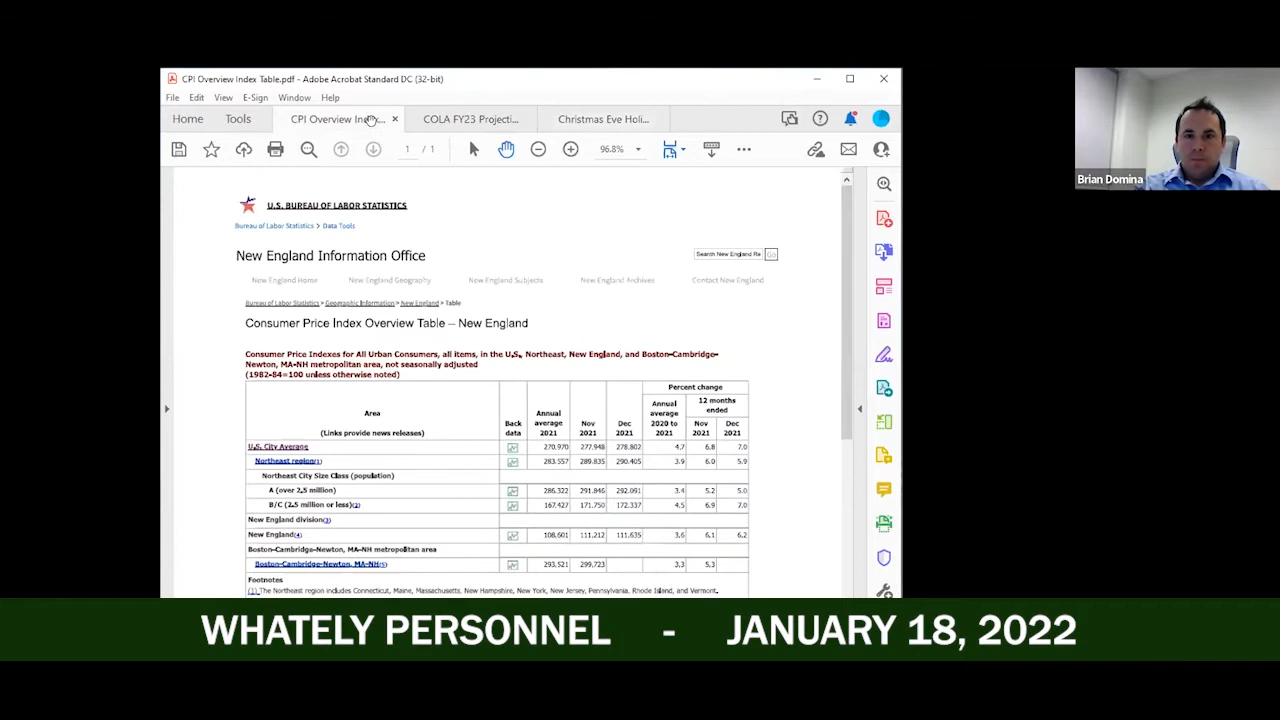 CPI Overview Index Table.pdf - Adobe Acrobat Standard DC (32-bit)
File Edit View E-Sign Window Help
Home Tools CPI Overview COLA FY23 Projecti... Christmas Eve Holi...
1 / 1 96.8%
Brian Domina
U.S. BUREAU OF LABOR STATISTICS
Bureau of Labor Statistics > Data Tools
New England Information Office
Search New England Re Go
New England Home New England Geography New England Subjects New England Archives Contact New England
Bureau of Labor Statistics > Geographic Information > New England > Table
Consumer Price Index Overview Table – New England
Consumer Price Indexes for All Urban Consumers, all items, in the U.S., Northeast, New England, and Boston-Cambridge-
Newton, MA-NH metropolitan area, not seasonally adjusted
(1982-84=100 unless otherwise noted)
Area
(Links provide news releases)
Back data
Annual average 2021
Nov 2021
Dec 2021
Percent change
Annual average 2020 to 2021
12 months ended
Nov 2021
Dec 2021
U.S. City Average 270.970 277.948 278.802 4.7 6.8 7.0
Northeast region(1) 283.557 289.835 290.405 3.9 6.0 5.9
Northeast City Size Class (population)
A (over 2.5 million) 286.322 291.846 292.091 3.4 5.2 5.0
B/C (2.5 million or less)(2) 167.427 171.750 172.337 4.5 6.9 7.0
New England division(3)
New England(4) 108.601 111.212 111.635 3.6 6.1 6.2
Boston-Cambridge-Newton, MA-NH metropolitan area
Boston-Cambridge-Newton, MA-NH(5) 293.521 299.723 3.3 5.3
Footnotes
(1) The Northeast region includes Connecticut, Maine, Massachusetts, New Hampshire, New York, New Jersey, Pennsylvania, Rhode Island, and Vermont.
WHATELY PERSONNEL - JANUARY 18, 2022